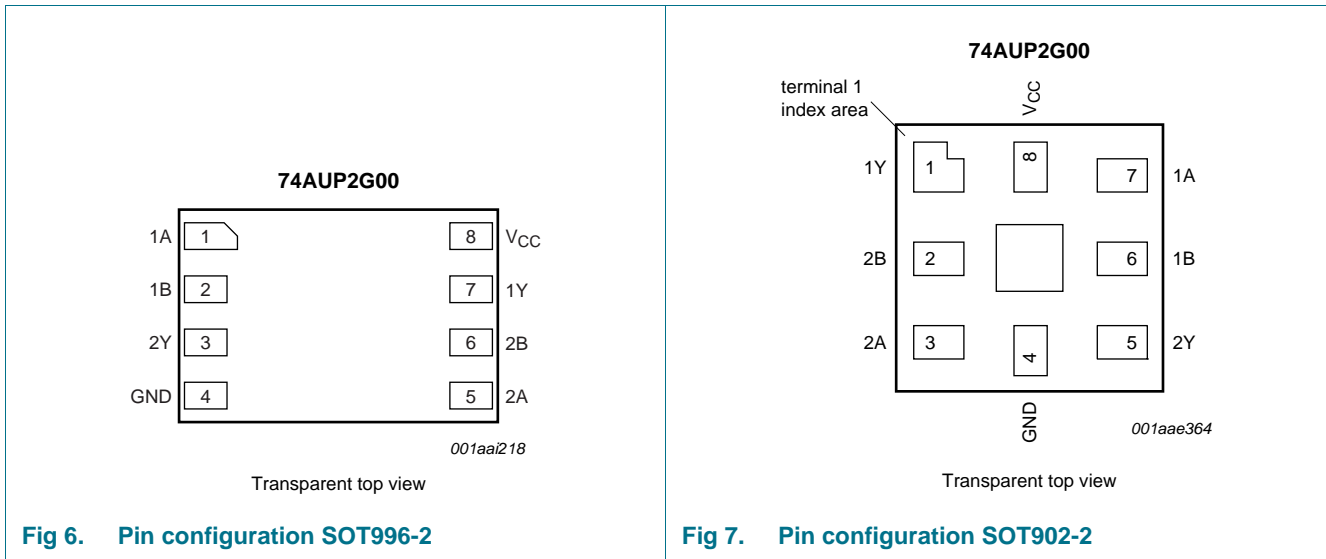 74AUP2G00
1A 1 8 VCC
1B 2 7 1Y
2Y 3 6 2B
GND 4 5 2A
001aai218
Transparent top view
Fig 6. Pin configuration SOT996-2
74AUP2G00
terminal 1
index area
VCC
1Y 1 8 7 1A
2B 2 6 1B
2A 3 4 5 2Y
GND
001aae364
Transparent top view
Fig 7. Pin configuration SOT902-2